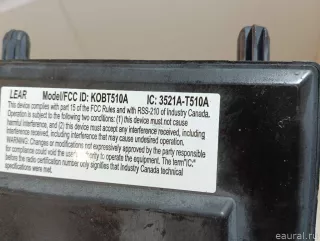 LEAR Model/FCC ID: KOBT510A IC: 3521A-T510A
This device complies with part 15 of the FCC Rules and with RSS-210 of Industry Canada.
Operation is subject to the following two conditions: (1) this device must not cause
harmful interference, and (2) this device must accept any interference received,
including interference that may cause undesired operation.
WARNING: Changes or modifications not expressively approved by the party responsible
for compliance could void the user's authority to operate the equipment. The term"IC:"
before the radio certification number only signifies that Industry Canada technical
specifications were met.
© eaural.ru